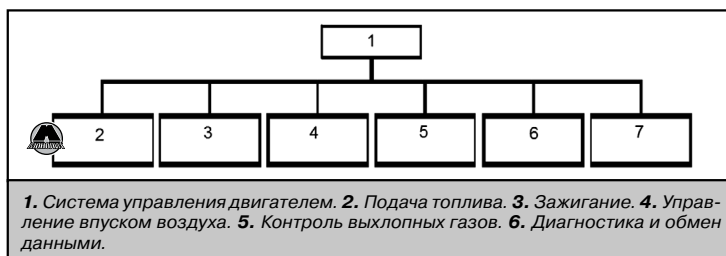 1
2 3 4 5 6 7
1. Система управления двигателем. 2. Подача топлива. 3. Зажигание. 4. Управ-
ление впуском воздуха. 5. Контроль выхлопных газов. 6. Диагностика и обмен
данными.